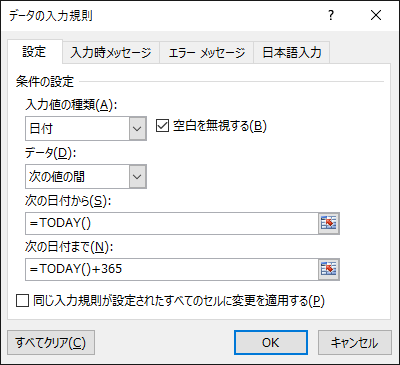 データの入力規則
設定 入力時メッセージ エラー メッセージ 日本語入力
条件の設定
入力値の種類(A):
日付 空白を無視する(B)
データ(D):
次の値の間
次の日付から(S):
=TODAY()
次の日付まで(N):
=TODAY()+365
同じ入力規則が設定されたすべてのセルに変更を適用する(P)
すべてクリア(C) OK キャンセル